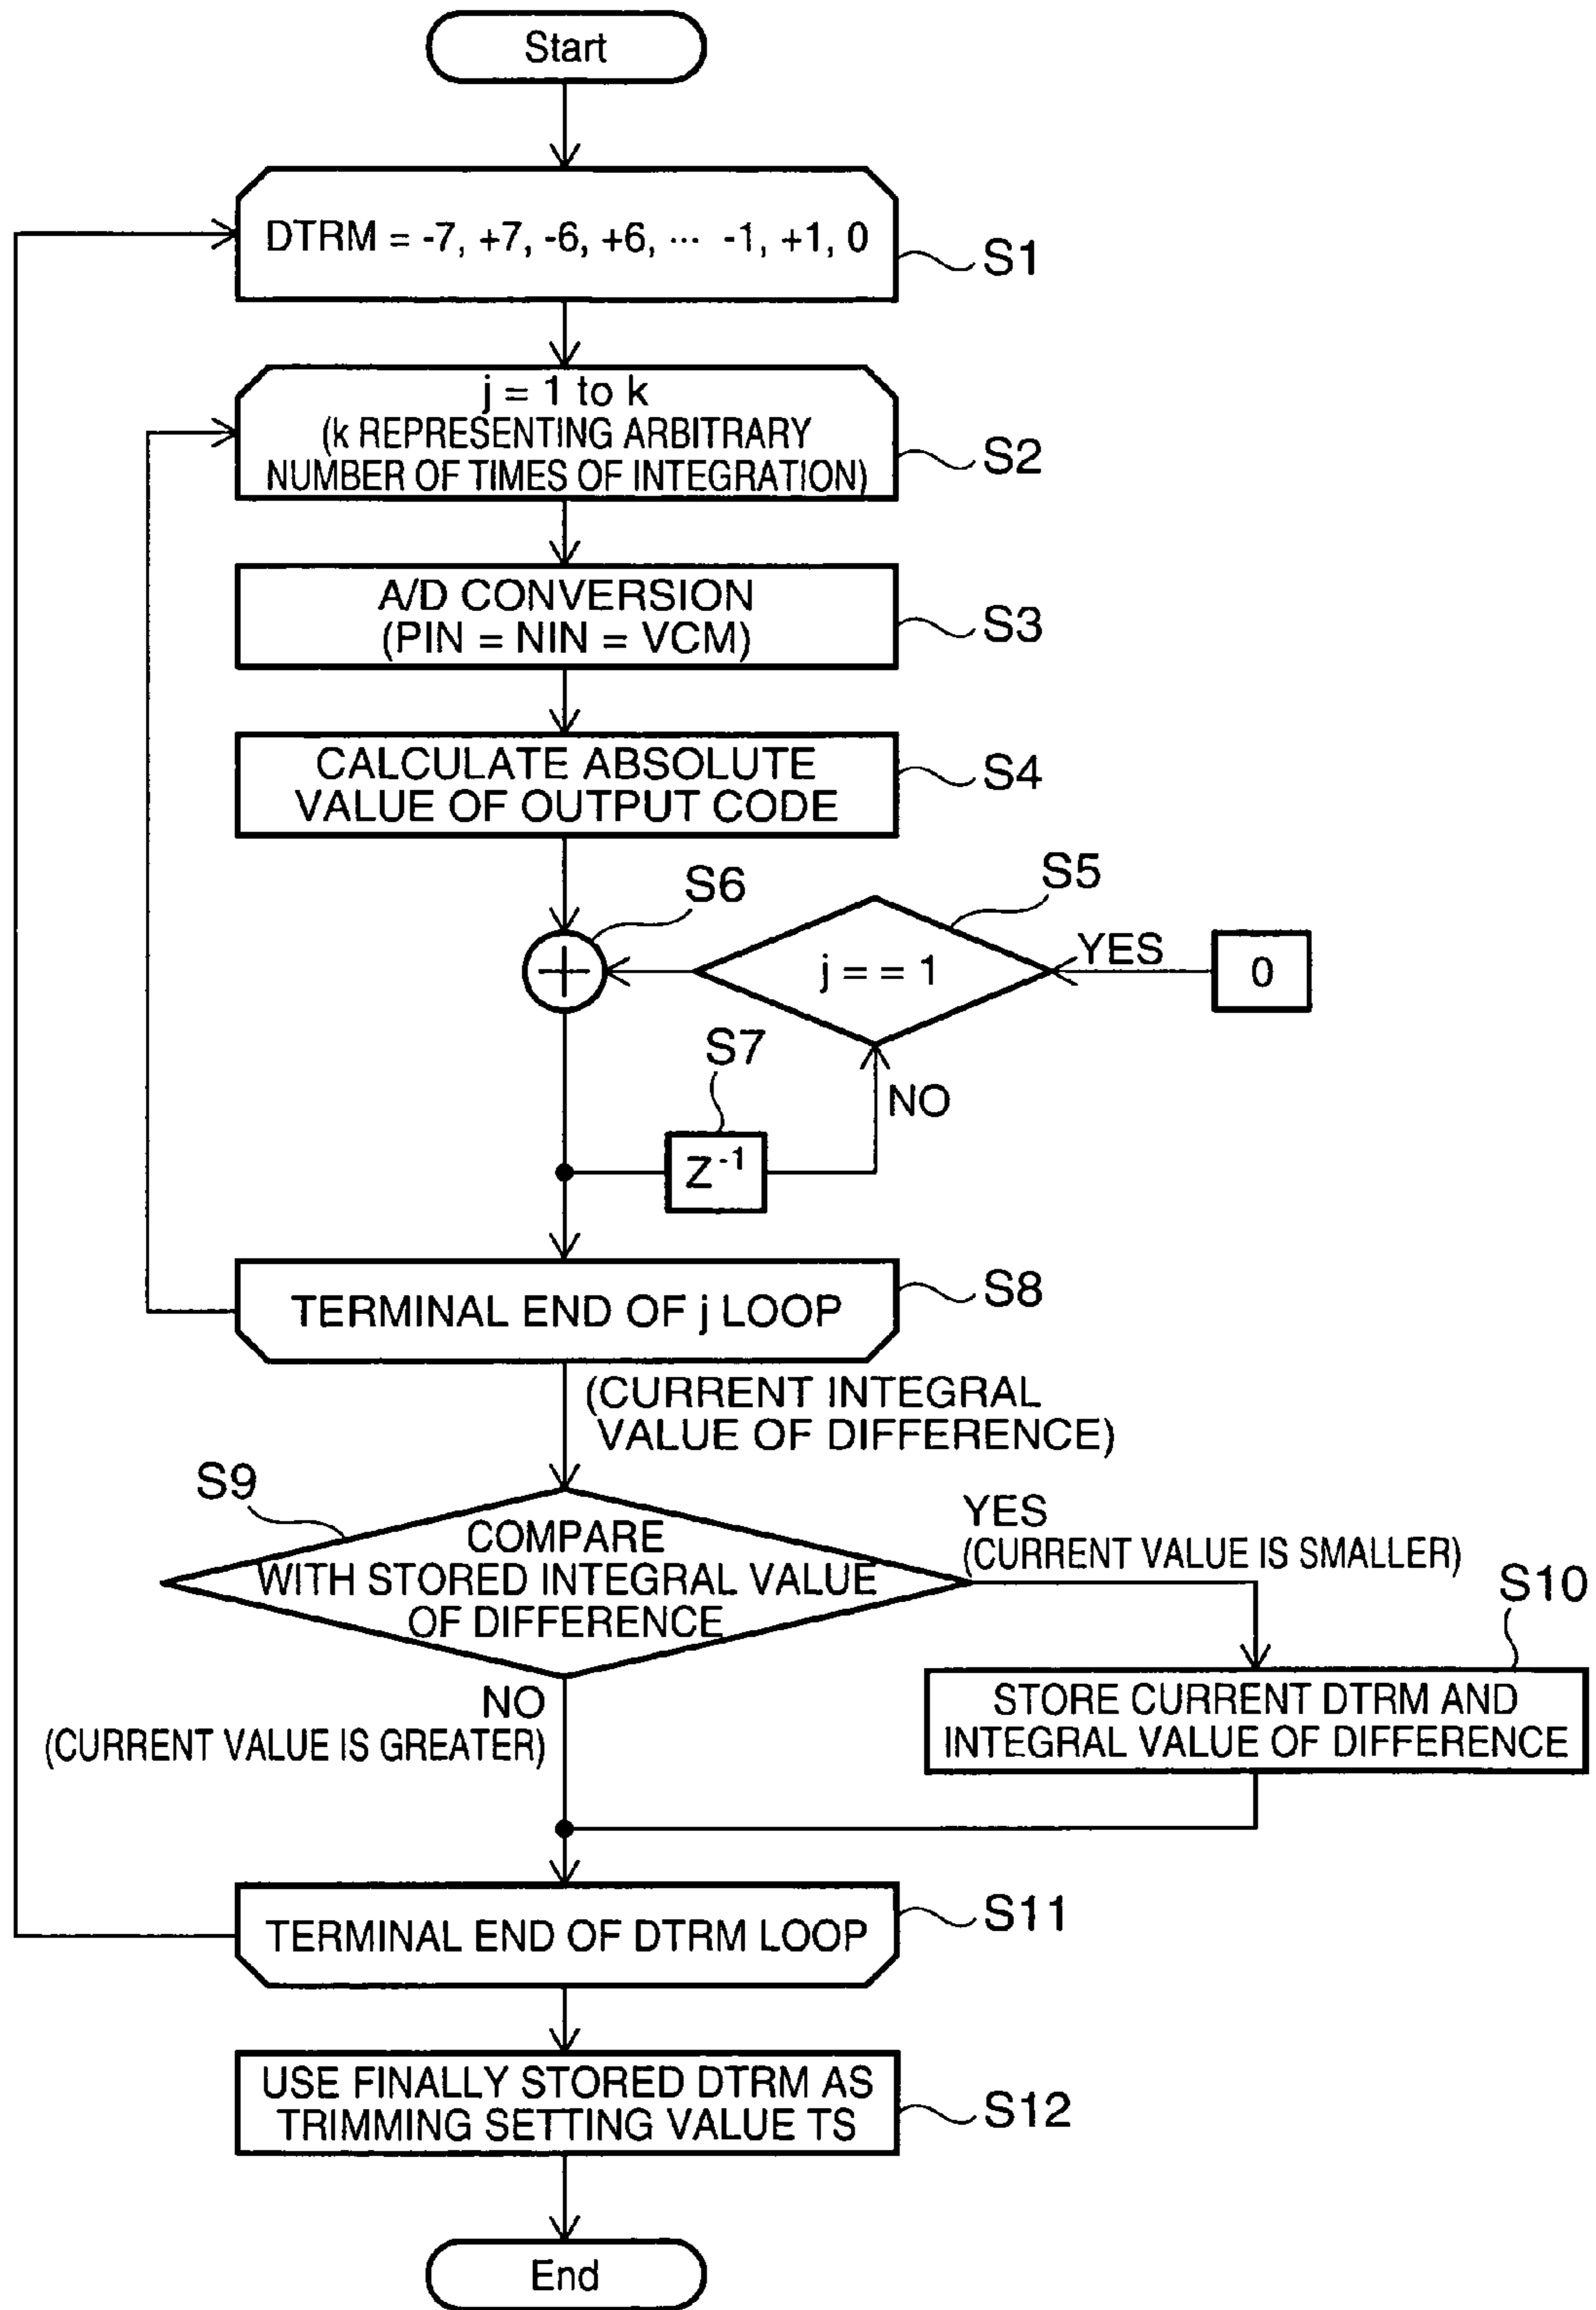 Start
DTRM = -7, +7, -6, +6, ··· -1, +1, 0
S1
j = 1 to k
(k REPRESENTING ARBITRARY
NUMBER OF TIMES OF INTEGRATION)
S2
A/D CONVERSION
(PIN = NIN = VCM)
S3
CALCULATE ABSOLUTE
VALUE OF OUTPUT CODE
S4
S6
S5
+
j = = 1
YES
0
S7
NO
Z⁻¹
TERMINAL END OF j LOOP
S8
(CURRENT INTEGRAL
VALUE OF DIFFERENCE)
S9
COMPARE
WITH STORED INTEGRAL VALUE
OF DIFFERENCE
YES
(CURRENT VALUE IS SMALLER)
S10
STORE CURRENT DTRM AND
INTEGRAL VALUE OF DIFFERENCE
NO
(CURRENT VALUE IS GREATER)
TERMINAL END OF DTRM LOOP
S11
USE FINALLY STORED DTRM AS
TRIMMING SETTING VALUE TS
S12
End